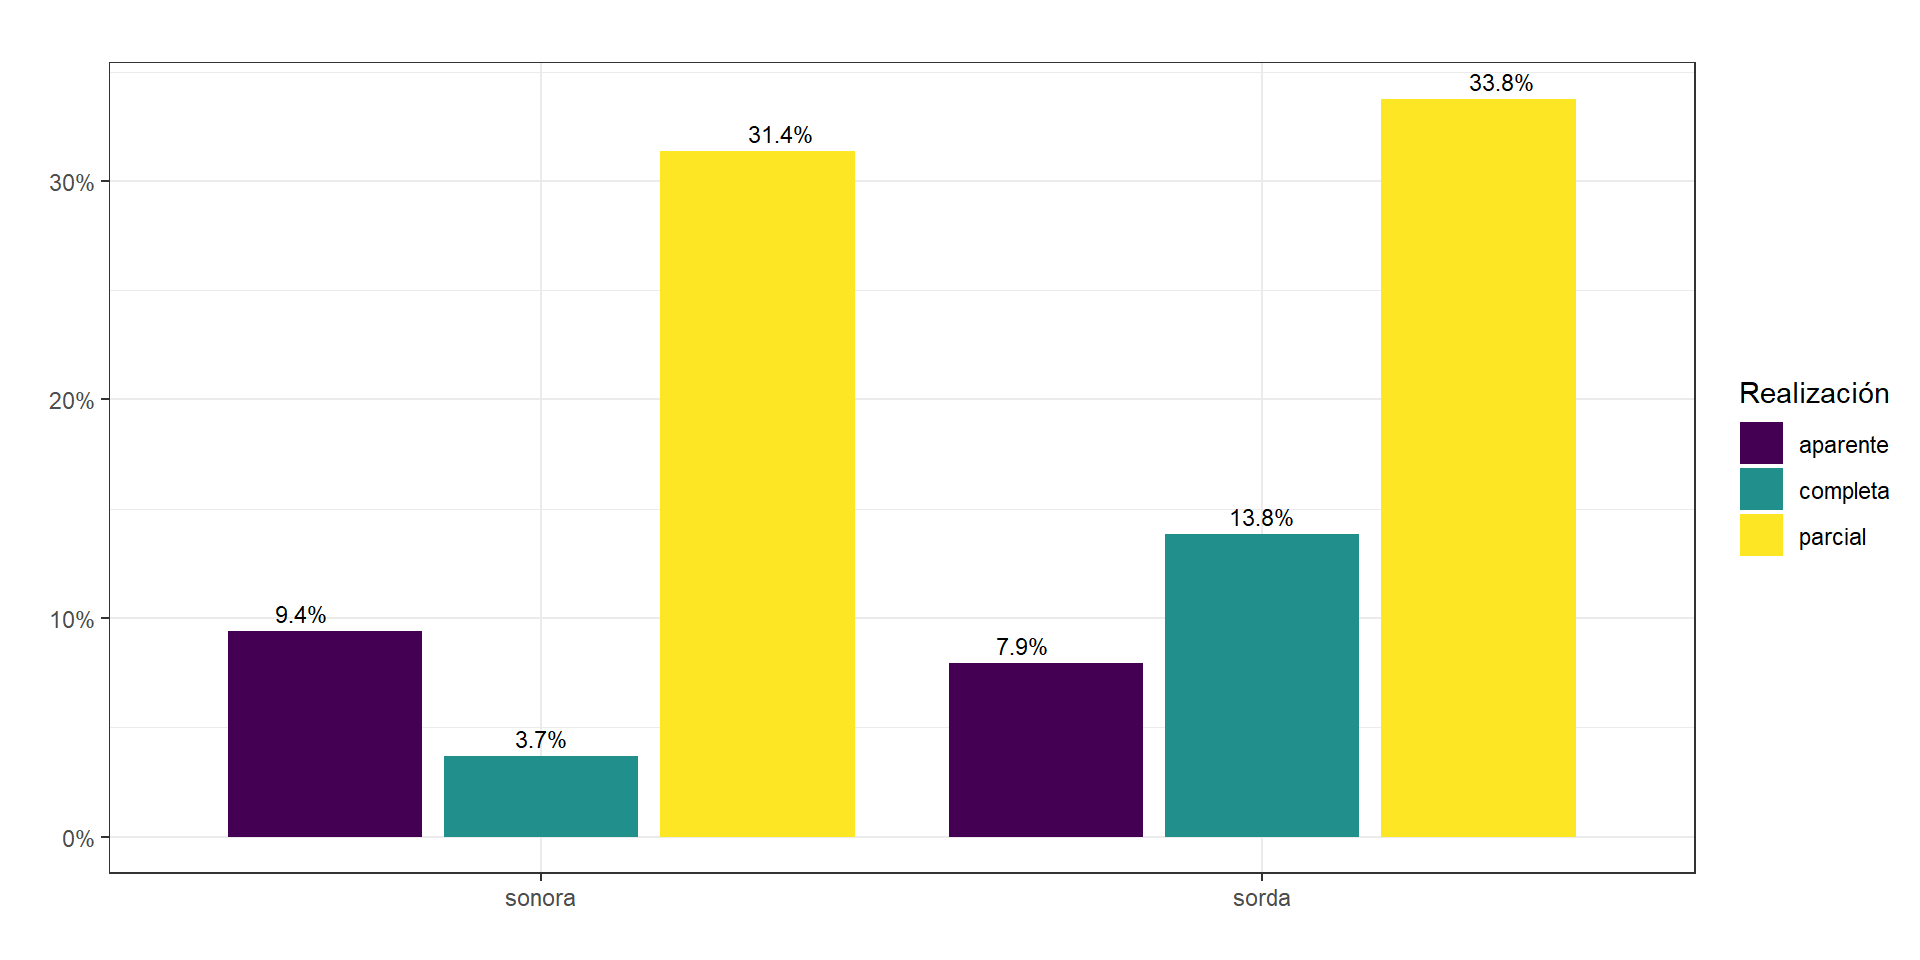 33.8%
31.4%
30%
20%
13.8%
10%
9.4%
7.9%
3.7%
0%
sonora
sorda
Realización
aparente
completa
parcial